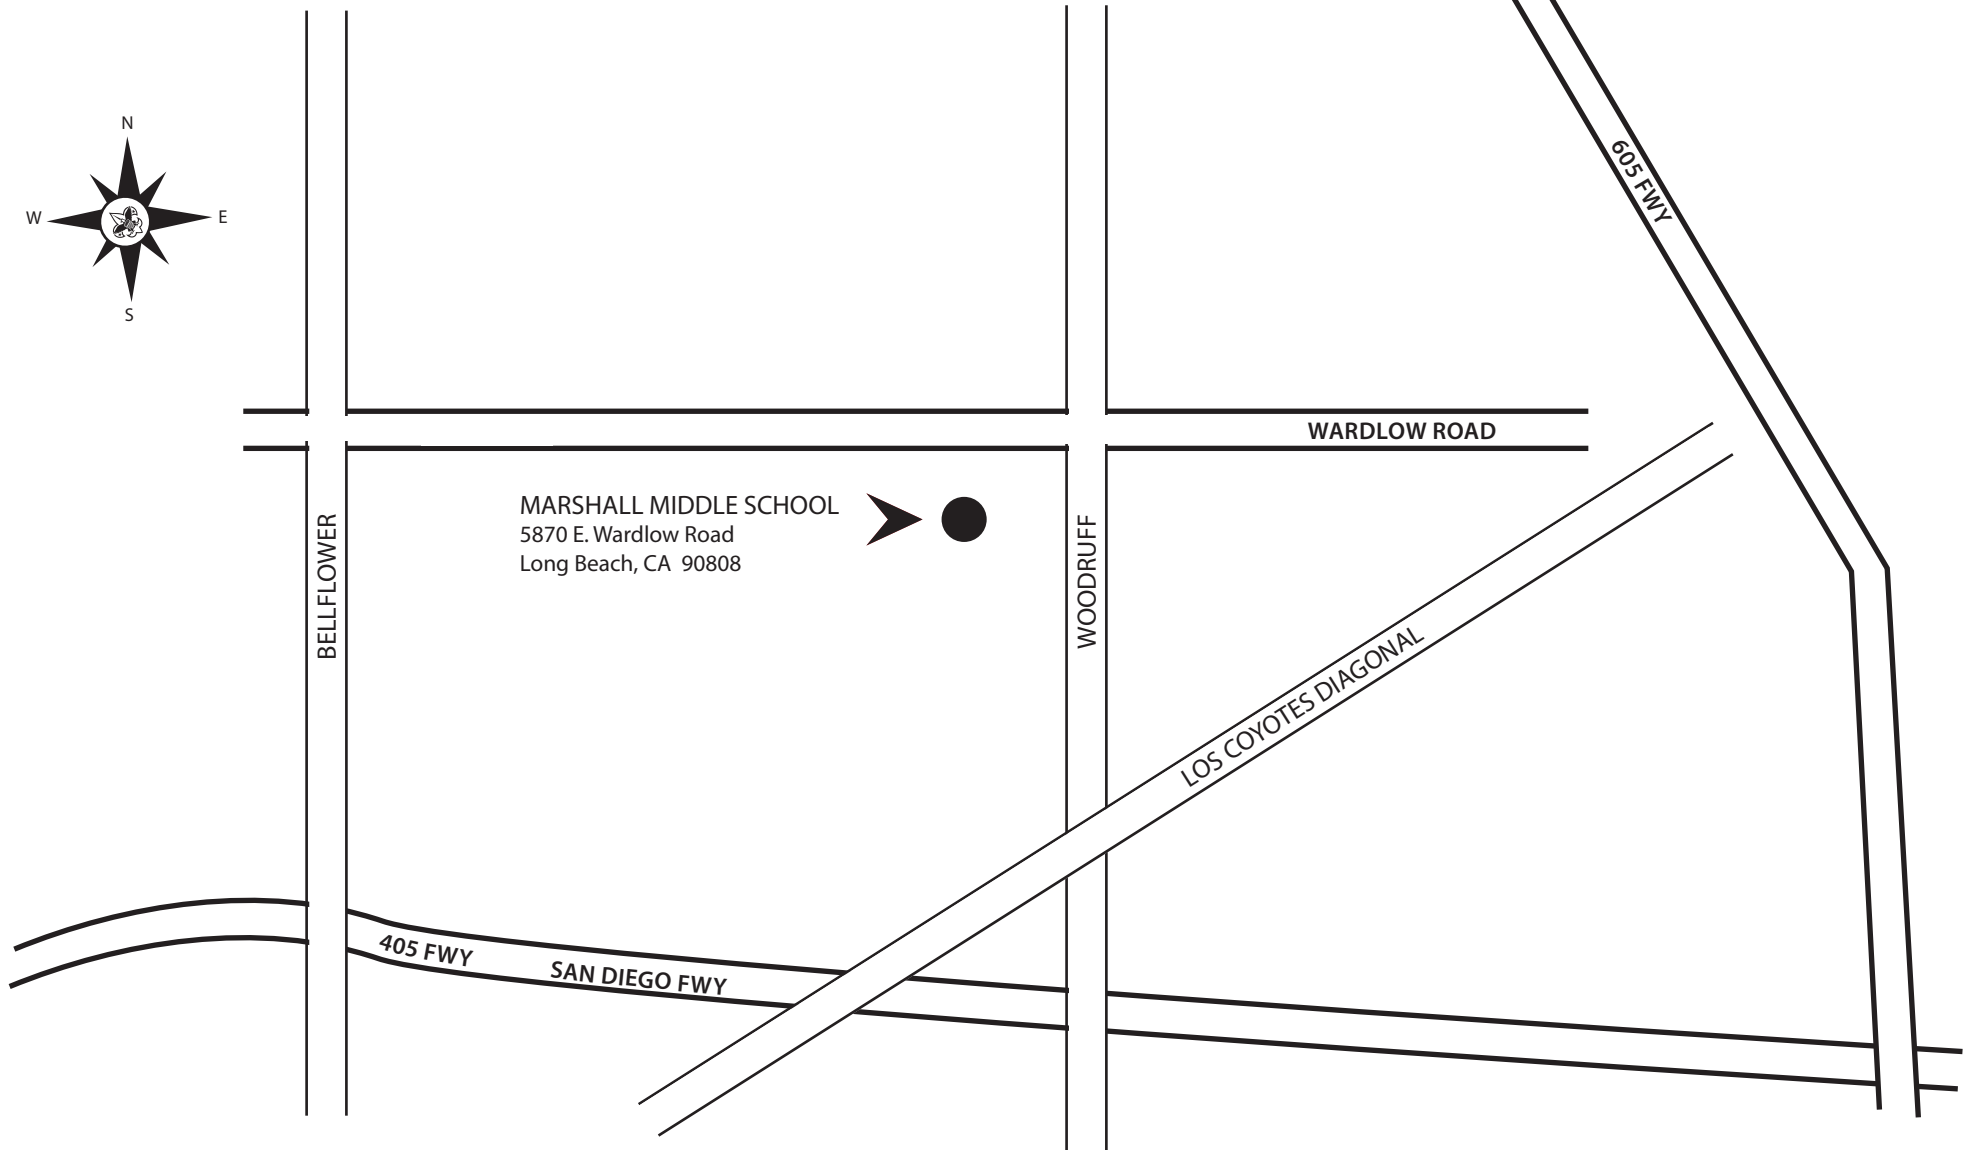 N
W
E
S
605 FWY
WARDLOW ROAD
MARSHALL MIDDLE SCHOOL
5870 E. Wardlow Road
Long Beach, CA 90808
BELLFLOWER
WOODRUFF
LOS COYOTES DIAGONAL
405 FWY
SAN DIEGO FWY